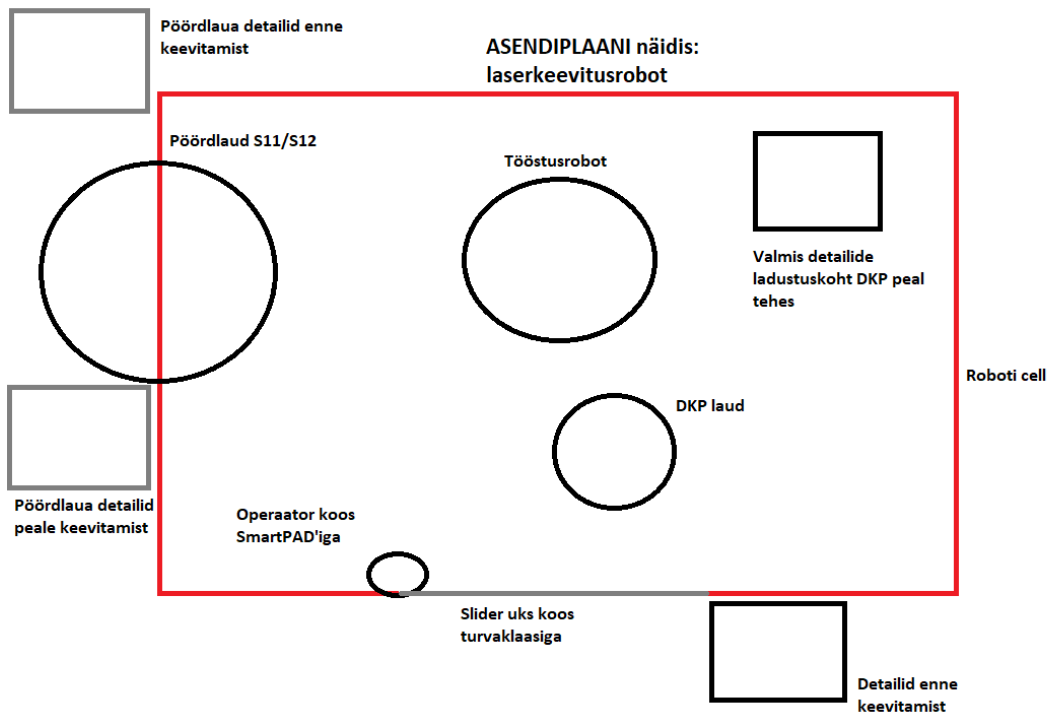 Pöördlaua detailid enne
keevitamist
ASENDIPLAANI näidis:
laserkeevitusrobot
Pöördlaud S11/S12
Tööstusrobot
Valmis detailide
ladustuskoht DKP peal
tehes
Roboti cell
DKP laud
Pöördlaua detailid
peale keevitamist
Operaator koos
SmartPAD'iga
Slider uks koos
turvaklaasiga
Detailid enne
keevitamist